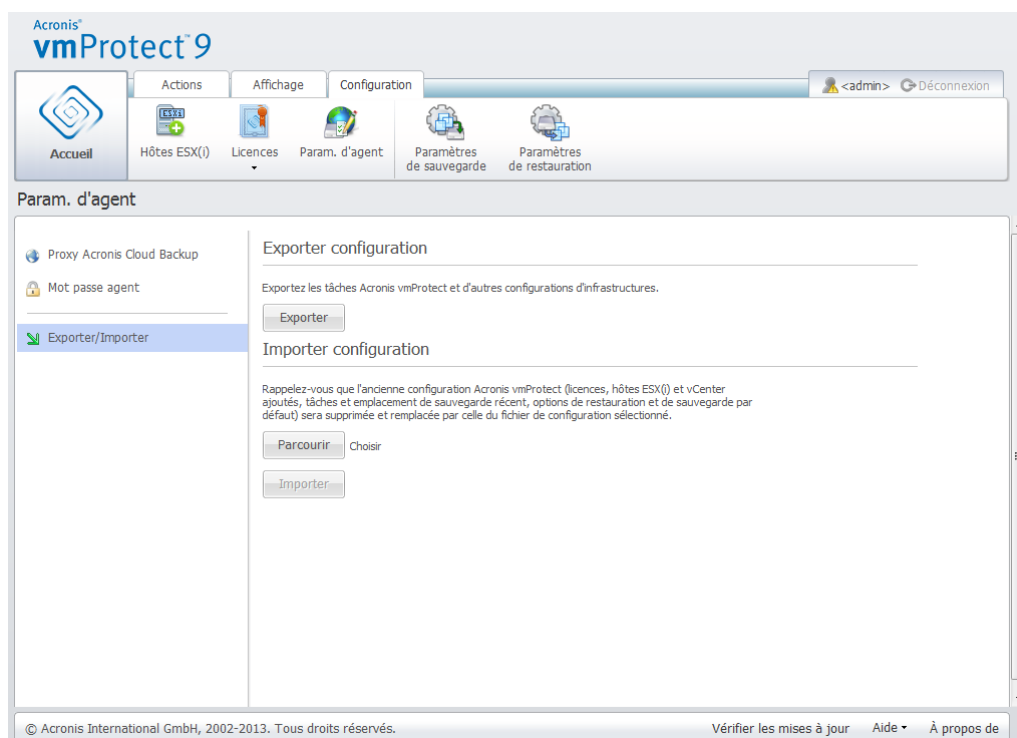 Acronis®
vmProtect™ 9
Actions Affichage Configuration
<admin> Déconnexion
Accueil
Hôtes ESX(i)
Licences
Param. d'agent
Paramètres
de sauvegarde
Paramètres
de restauration
Param. d'agent
Proxy Acronis Cloud Backup
Mot passe agent
Exporter/Importer
Exporter configuration
Exportez les tâches Acronis vmProtect et d'autres configurations d'infrastructures.
Exporter
Importer configuration
Rappelez-vous que l'ancienne configuration Acronis vmProtect (licences, hôtes ESX(i) et vCenter
ajoutés, tâches et emplacement de sauvegarde récent, options de restauration et de sauvegarde par
défaut) sera supprimée et remplacée par celle du fichier de configuration sélectionné.
Parcourir Choisir
Importer
© Acronis International GmbH, 2002-2013. Tous droits réservés.
Vérifier les mises à jour Aide À propos de